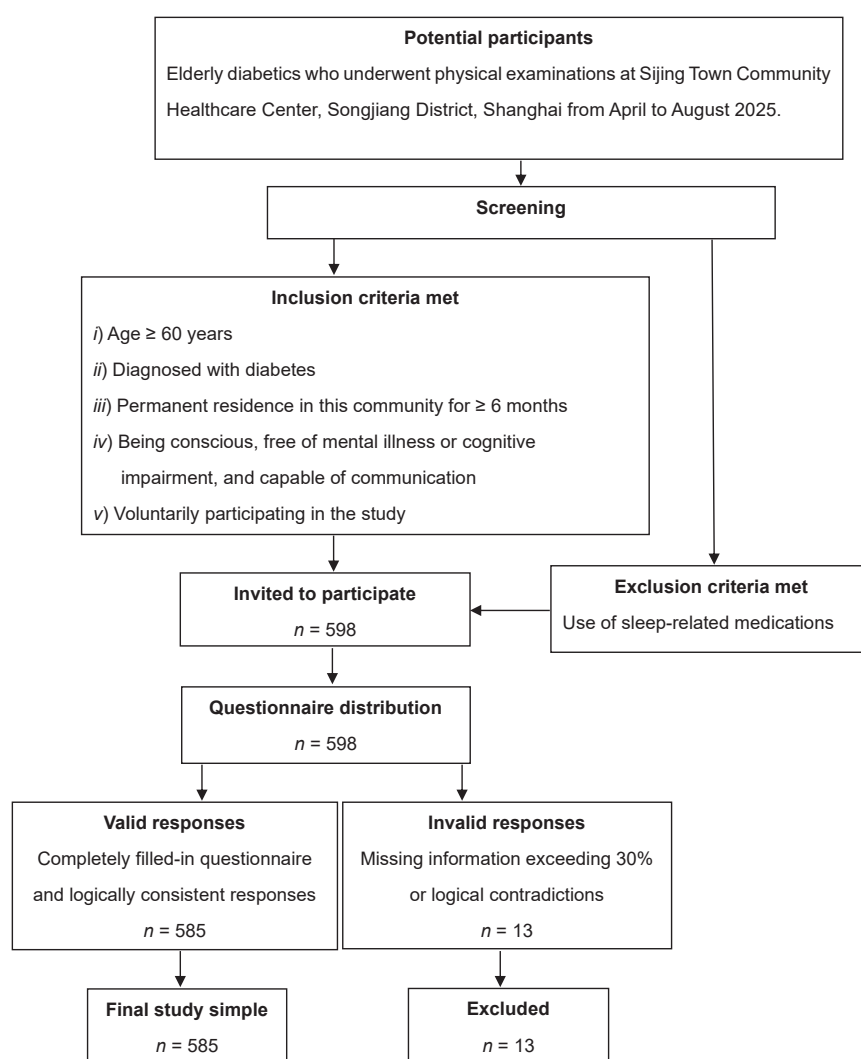 Potential participants
Elderly diabetics who underwent physical examinations at Sijing Town Community
Healthcare Center, Songjiang District, Shanghai from April to August 2025.
Screening
Inclusion criteria met
i) Age ≥ 60 years
ii) Diagnosed with diabetes
iii) Permanent residence in this community for ≥ 6 months
iv) Being conscious, free of mental illness or cognitive
impairment, and capable of communication
v) Voluntarily participating in the study
Exclusion criteria met
Use of sleep-related medications
Invited to participate
n = 598
Questionnaire distribution
n = 598
Valid responses
Completely filled-in questionnaire
and logically consistent responses
n = 585
Invalid responses
Missing information exceeding 30%
or logical contradictions
n = 13
Final study simple
n = 585
Excluded
n = 13